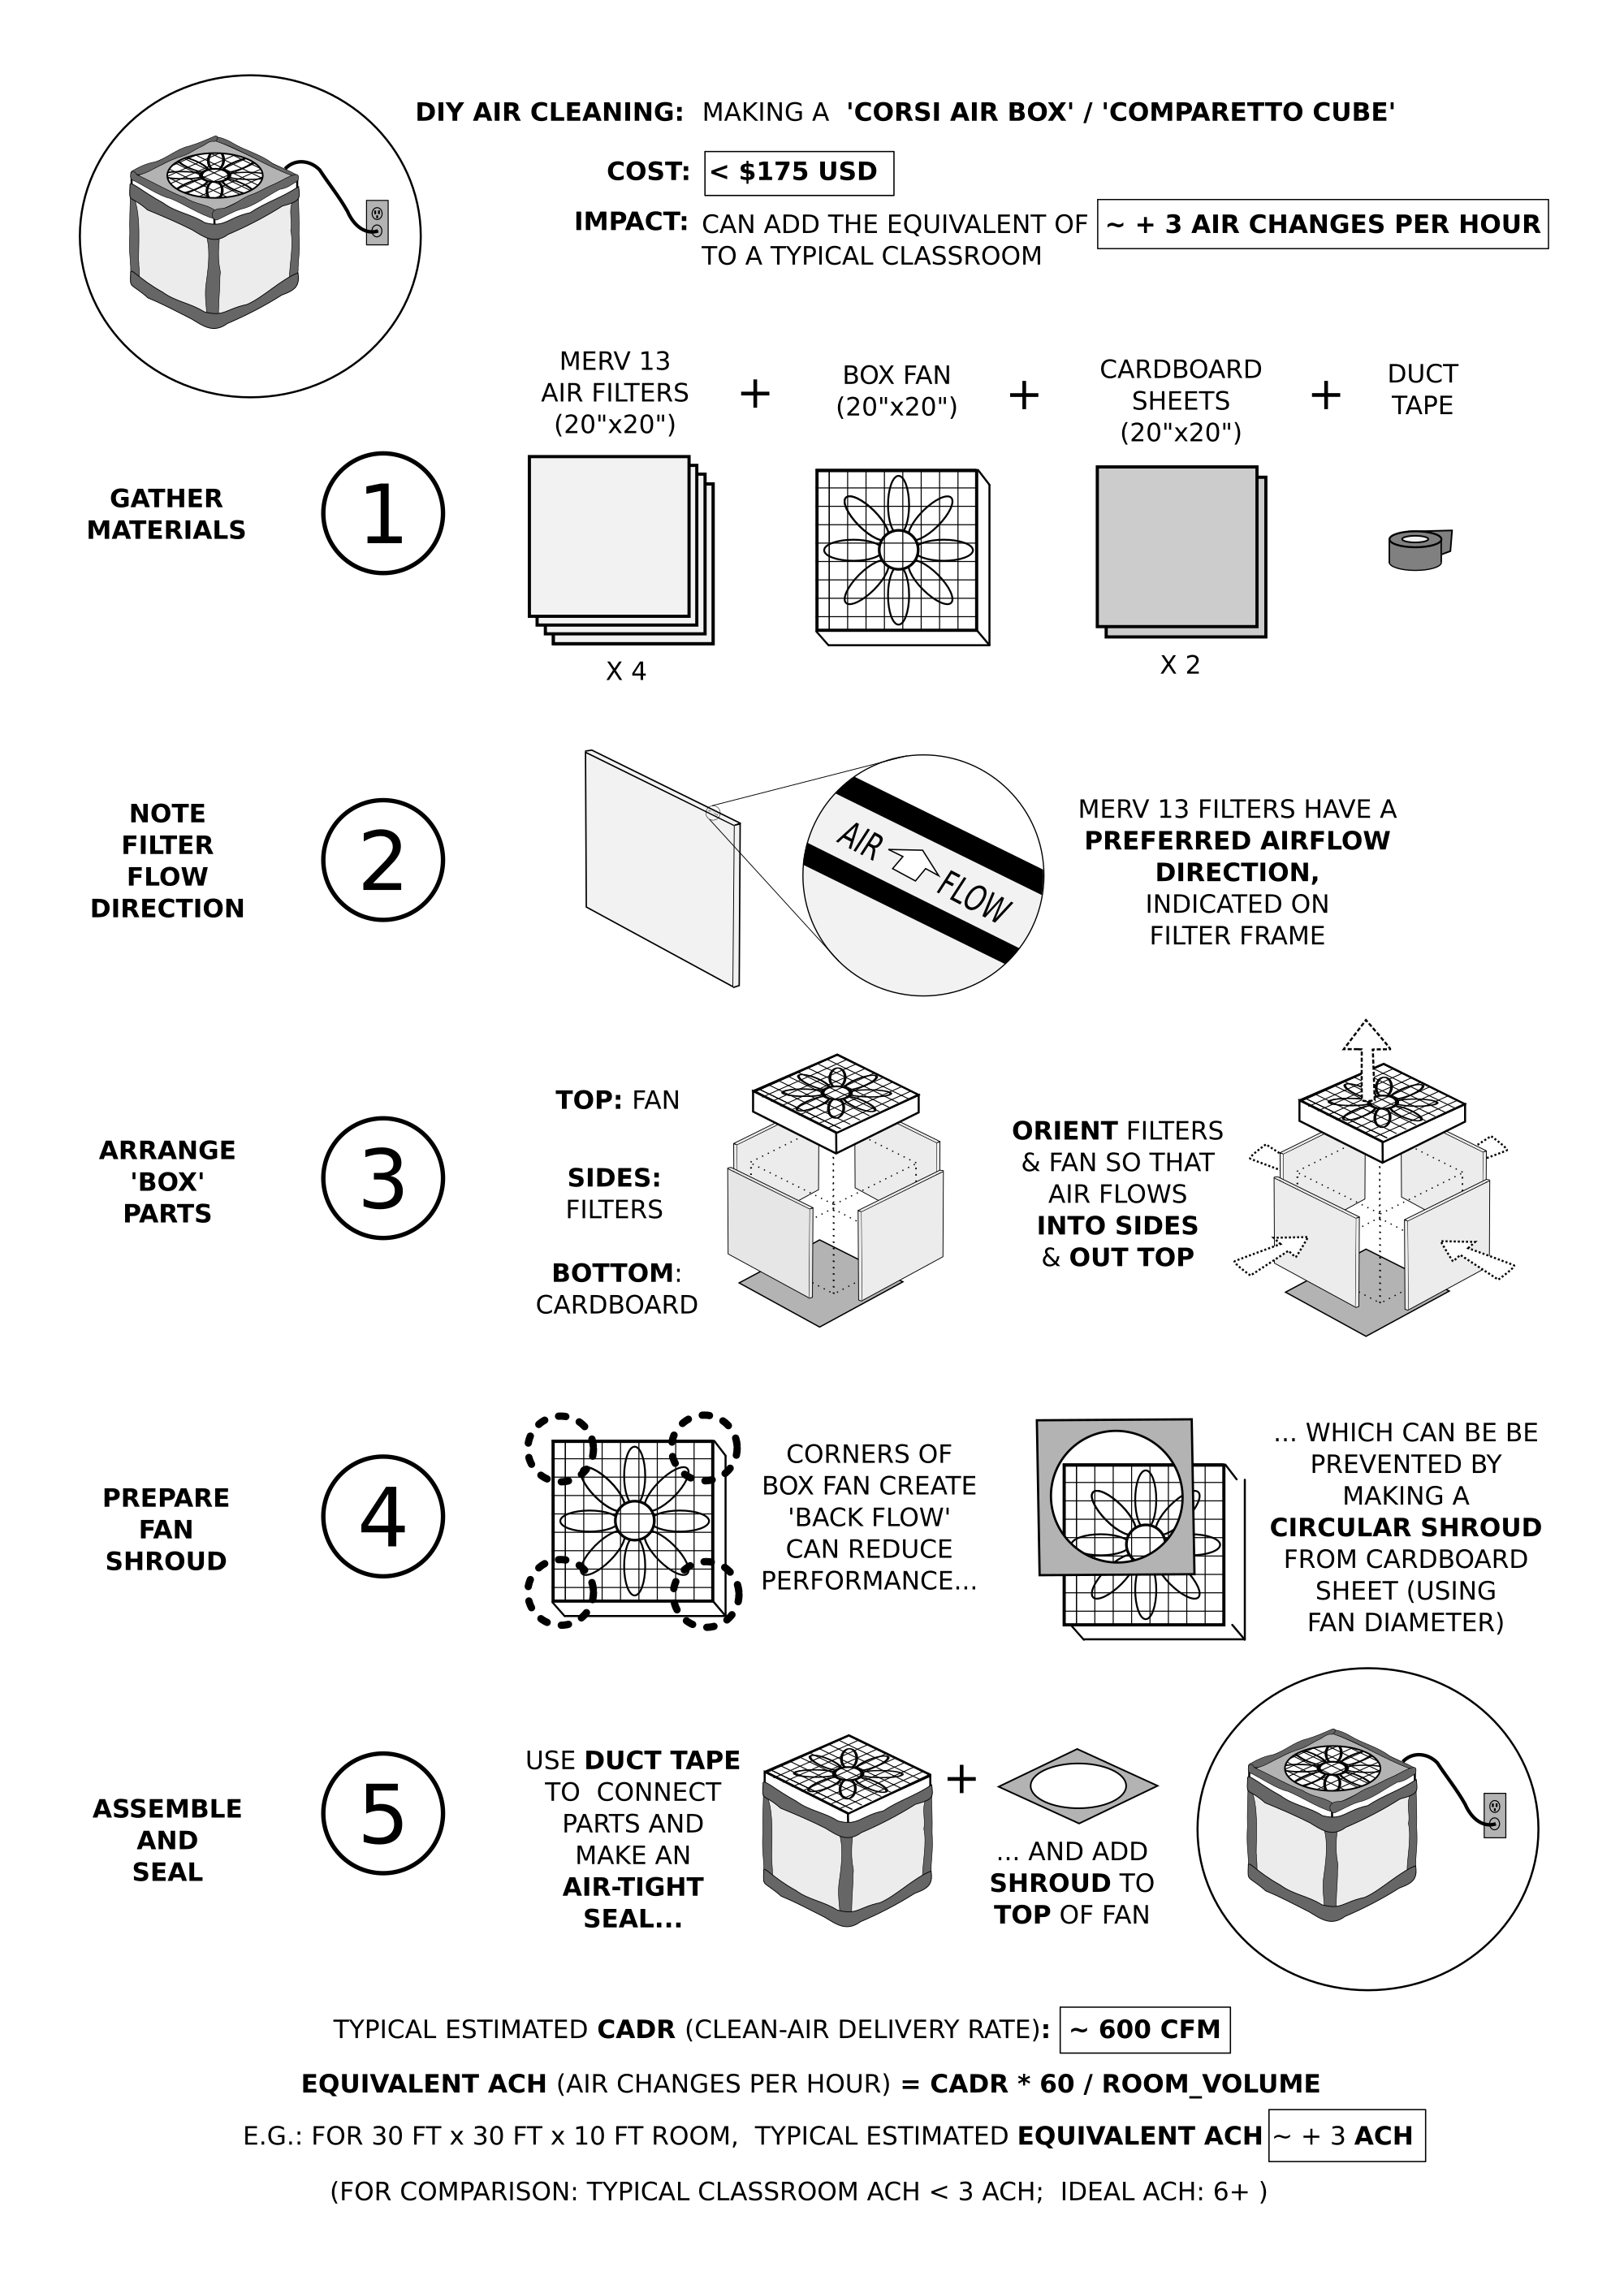 DIY AIR CLEANING: MAKING A 'CORSI AIR BOX' / 'COMPARETTO CUBE'
COST: < $175 USD
IMPACT: CAN ADD THE EQUIVALENT OF ~ + 3 AIR CHANGES PER HOUR
TO A TYPICAL CLASSROOM
MERV 13
AIR FILTERS
(20"x20")
+
BOX FAN
(20"x20")
+
CARDBOARD
SHEETS
(20"x20")
+
DUCT
TAPE
GATHER
MATERIALS
1
X 4
X 2
NOTE
FILTER
FLOW
DIRECTION
2
AIR FLOW
MERV 13 FILTERS HAVE A
PREFERRED AIRFLOW
DIRECTION,
INDICATED ON
FILTER FRAME
ARRANGE
'BOX'
PARTS
3
TOP: FAN
SIDES:
FILTERS
BOTTOM:
CARDBOARD
ORIENT FILTERS
& FAN SO THAT
AIR FLOWS
INTO SIDES
& OUT TOP
PREPARE
FAN
SHROUD
4
CORNERS OF
BOX FAN CREATE
'BACK FLOW'
CAN REDUCE
PERFORMANCE...
... WHICH CAN BE BE
PREVENTED BY
MAKING A
CIRCULAR SHROUD
FROM CARDBOARD
SHEET (USING
FAN DIAMETER)
ASSEMBLE
AND
SEAL
5
USE DUCT TAPE
TO CONNECT
PARTS AND
MAKE AN
AIR-TIGHT
SEAL...
+
... AND ADD
SHROUD TO
TOP OF FAN
TYPICAL ESTIMATED CADR (CLEAN-AIR DELIVERY RATE): ~ 600 CFM
EQUIVALENT ACH (AIR CHANGES PER HOUR) = CADR * 60 / ROOM_VOLUME
E.G.: FOR 30 FT x 30 FT x 10 FT ROOM, TYPICAL ESTIMATED EQUIVALENT ACH ~ + 3 ACH
(FOR COMPARISON: TYPICAL CLASSROOM ACH < 3 ACH; IDEAL ACH: 6+ )